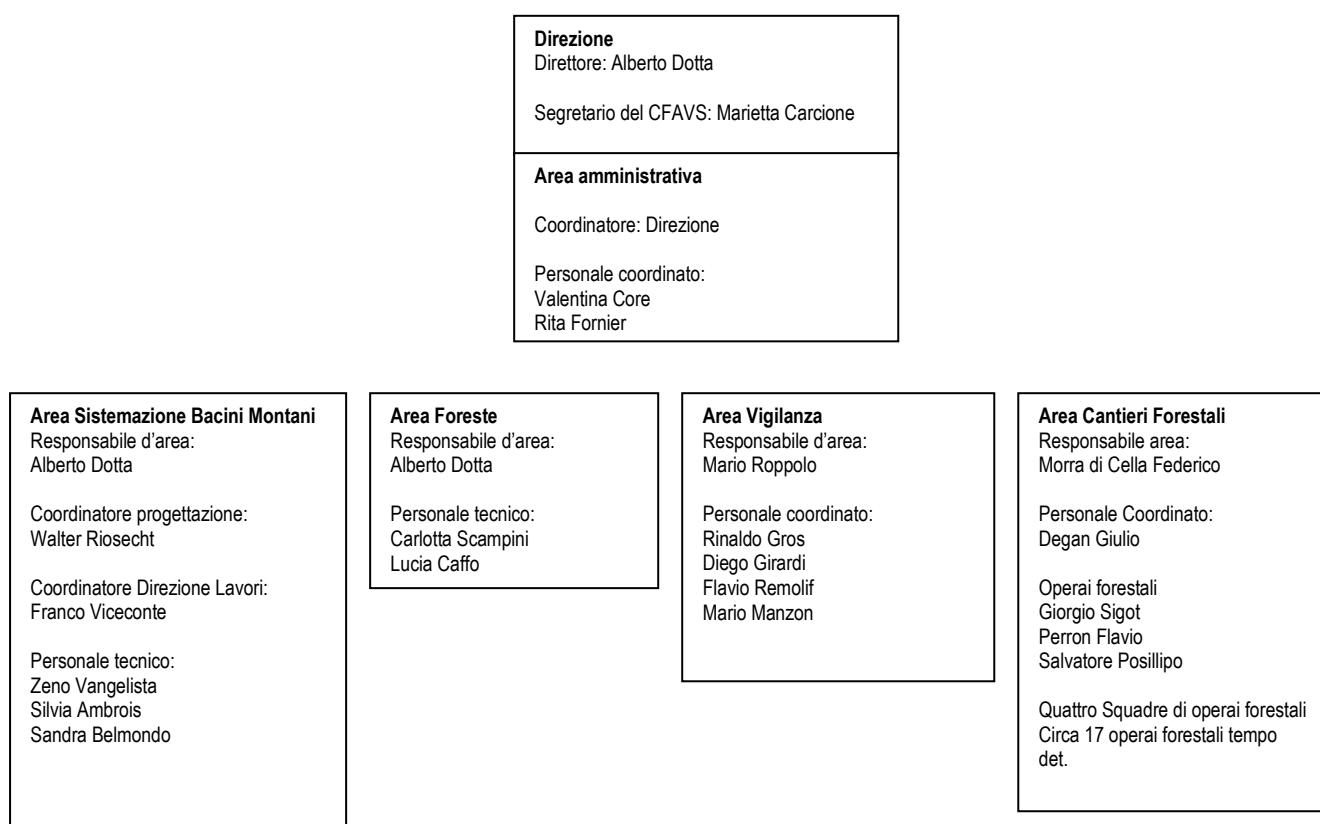 Direzione
Direttore: Alberto Dotta
Segretario del CFAVS: Marietta Carcione
Area amministrativa
Coordinatore: Direzione
Personale coordinato:
Valentina Core
Rita Fornier
Area Sistemazione Bacini Montani
Responsabile d’area:
Alberto Dotta
Coordinatore progettazione:
Walter Riosecht
Coordinatore Direzione Lavori:
Franco Viceconte
Personale tecnico:
Zeno Vangelista
Silvia Ambrois
Sandra Belmondo
Area Foreste
Responsabile d’area:
Alberto Dotta
Personale tecnico:
Carlotta Scampini
Lucia Caffo
Area Vigilanza
Responsabile d’area:
Mario Roppolo
Personale coordinato:
Rinaldo Gros
Diego Girardi
Flavio Remolif
Mario Manzon
Area Cantieri Forestali
Responsabile area:
Morra di Cella Federico
Personale Coordinato:
Degan Giulio
Operai forestali
Giorgio Sigot
Perron Flavio
Salvatore Posillipo
Quattro Squadre di operai forestali
Circa 17 operai forestali tempo
det.